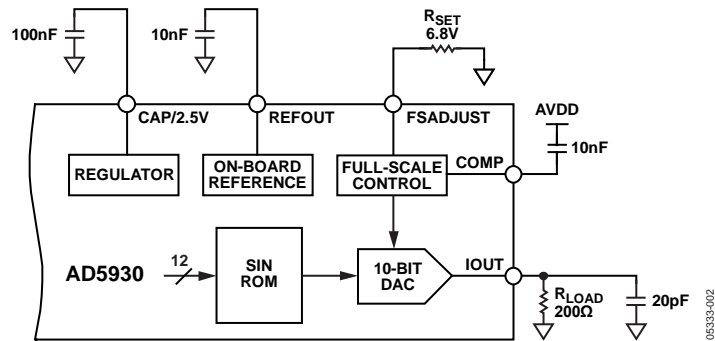 100nF
10nF
RSET
6.8V
CAP/2.5V
REFOUT
FSADJUST
AVDD
10nF
COMP
REGULATOR
ON-BOARD
REFERENCE
FULL-SCALE
CONTROL
AD5930
12
SIN
ROM
10-BIT
DAC
IOUT
RLOAD
200Ω
20pF
05333-002